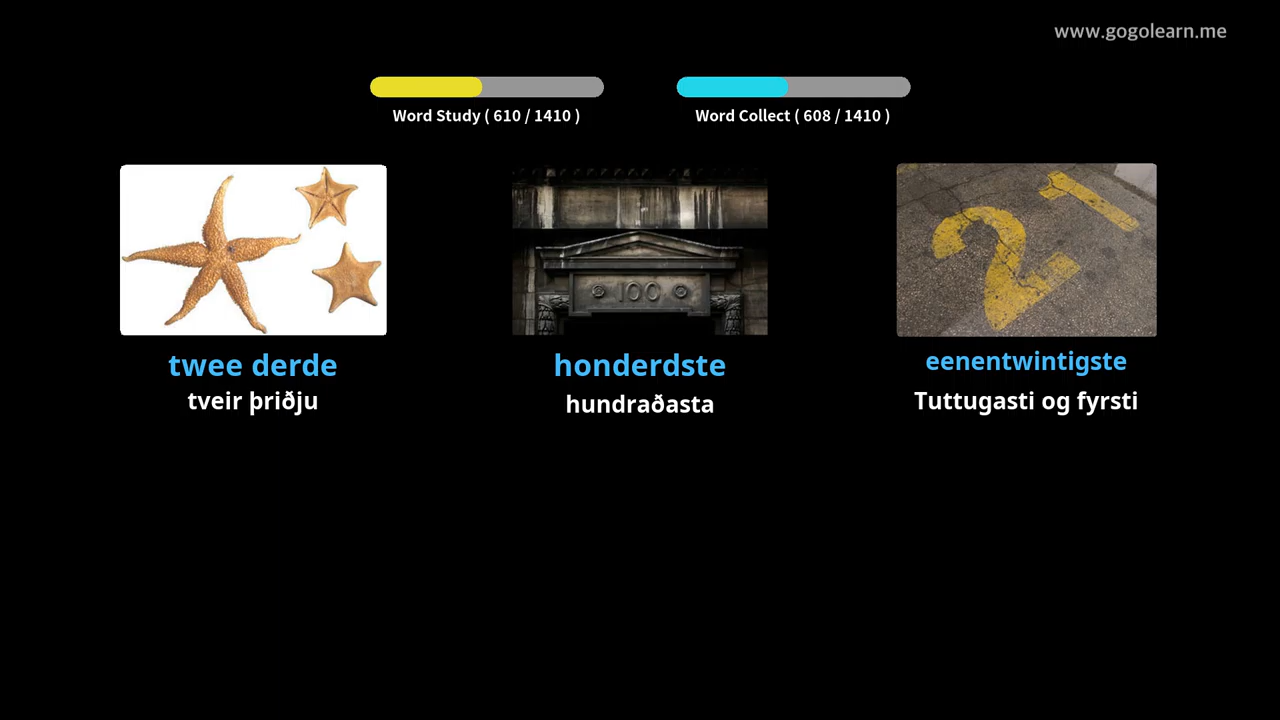 www.gogolearn.me
Word Study ( 610 / 1410 )
Word Collect ( 608 / 1410 )
100
21
twee derde
honderdste
eenentwintigste
tveir þriðju
hundraðasta
Tuttugasti og fyrsti